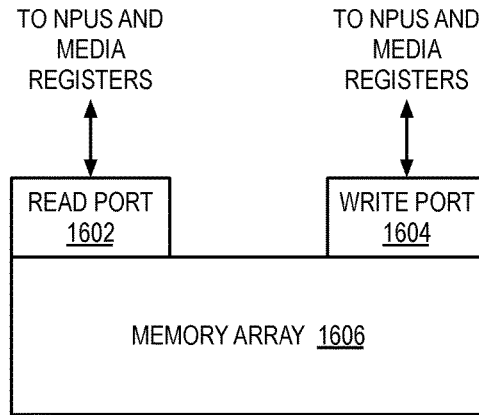 TO NPUS AND
MEDIA
REGISTERS
TO NPUS AND
MEDIA
REGISTERS
READ PORT
1602
WRITE PORT
1604
MEMORY ARRAY 1606